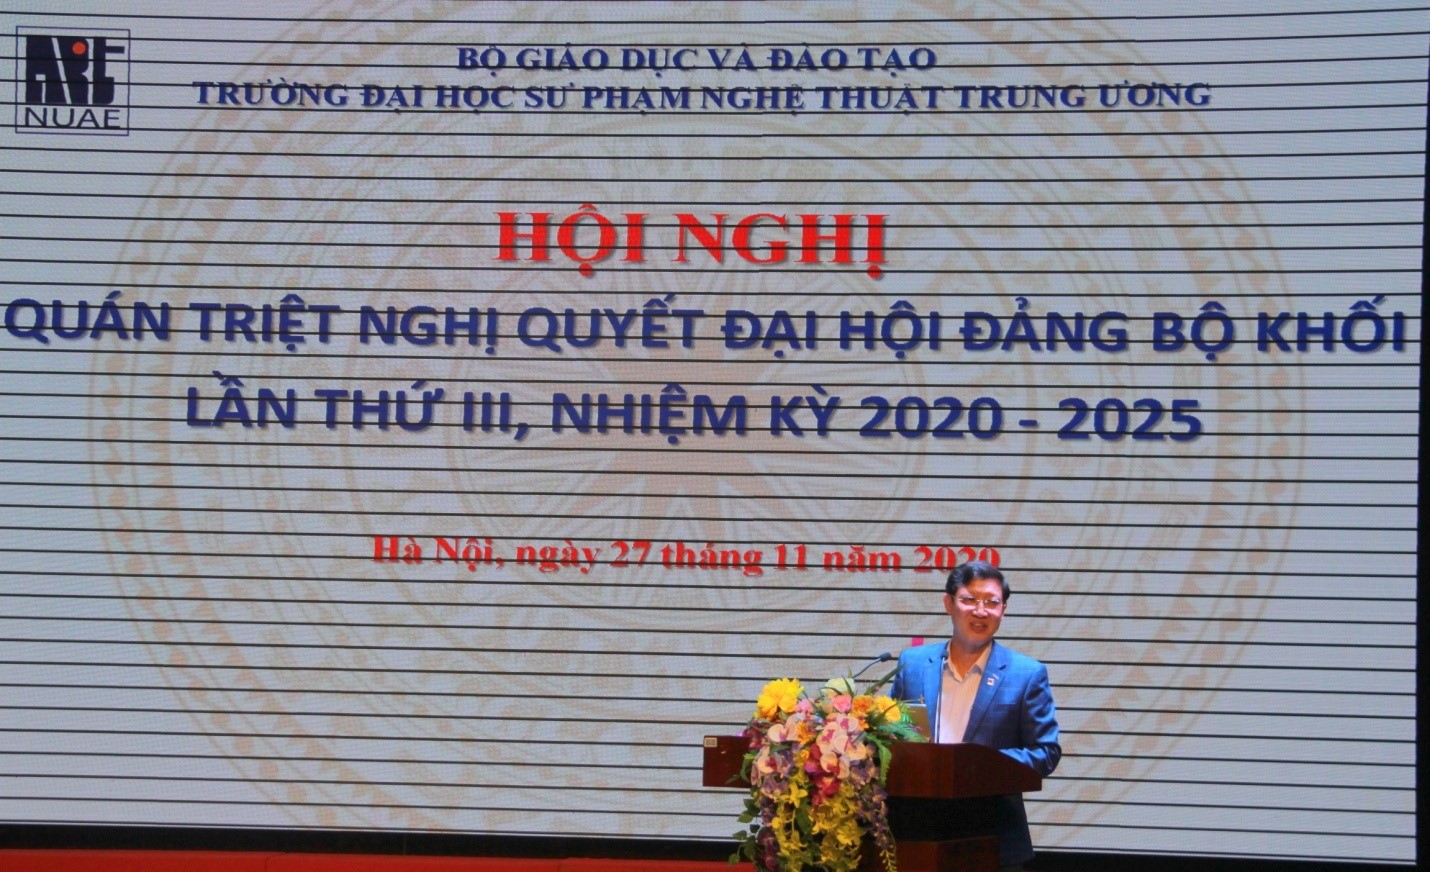 ART
NUAE
BỘ GIÁO DỤC VÀ ĐÀO TẠO
TRƯỜNG ĐẠI HỌC SƯ PHẠM NGHỆ THUẬT TRUNG ƯƠNG
HỘI NGHỊ
QUÁN TRIỆT NGHỊ QUYẾT ĐẠI HỘI ĐẢNG BỘ KHỐI
LẦN THỨ III, NHIỆM KỲ 2020 - 2025
Hà Nội, ngày 27 tháng 11 năm 2020